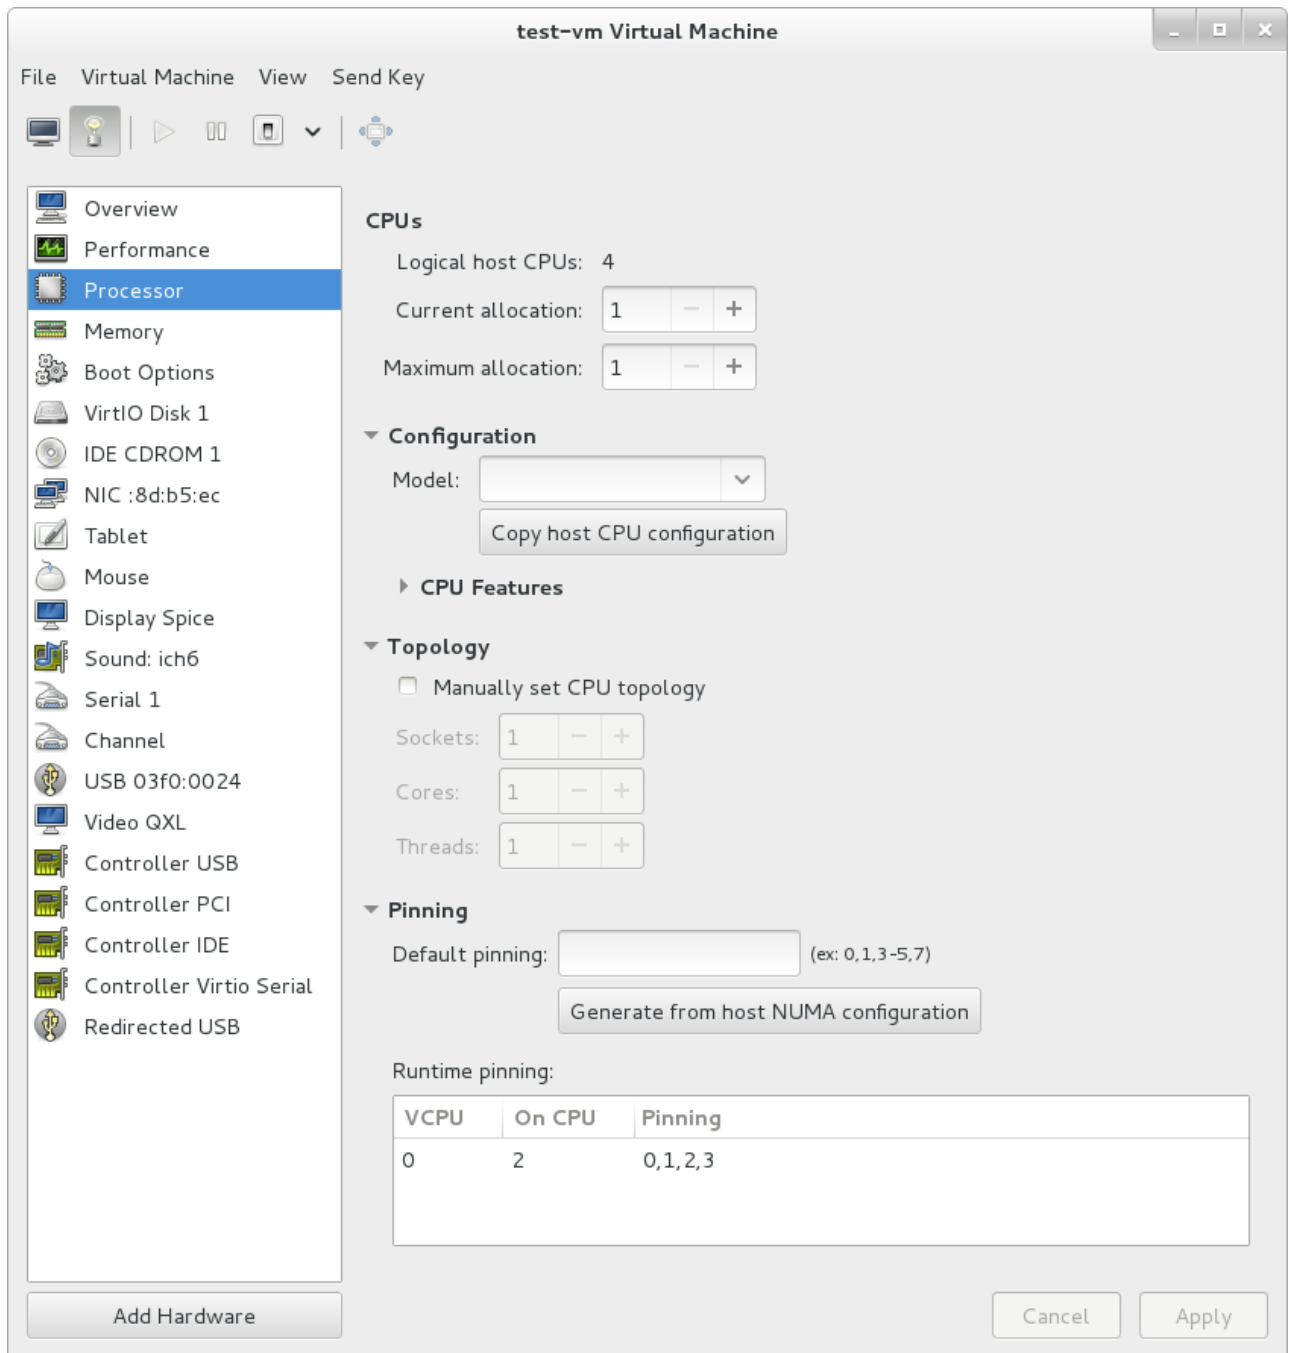 test-vm Virtual Machine
File Virtual Machine View Send Key
Overview
Performance
Processor
Memory
Boot Options
VirtIO Disk 1
IDE CDROM 1
NIC :8d:b5:ec
Tablet
Mouse
Display Spice
Sound: ich6
Serial 1
Channel
USB 03f0:0024
Video QXL
Controller USB
Controller PCI
Controller IDE
Controller Virtio Serial
Redirected USB
Add Hardware
CPUs
Logical host CPUs: 4
Current allocation: 1 − +
Maximum allocation: 1 − +
Configuration
Model:
Copy host CPU configuration
CPU Features
Topology
Manually set CPU topology
Sockets: 1 − +
Cores: 1 − +
Threads: 1 − +
Pinning
Default pinning: (ex: 0,1,3-5,7)
Generate from host NUMA configuration
Runtime pinning:
VCPU On CPU Pinning
0 2 0,1,2,3
Cancel Apply